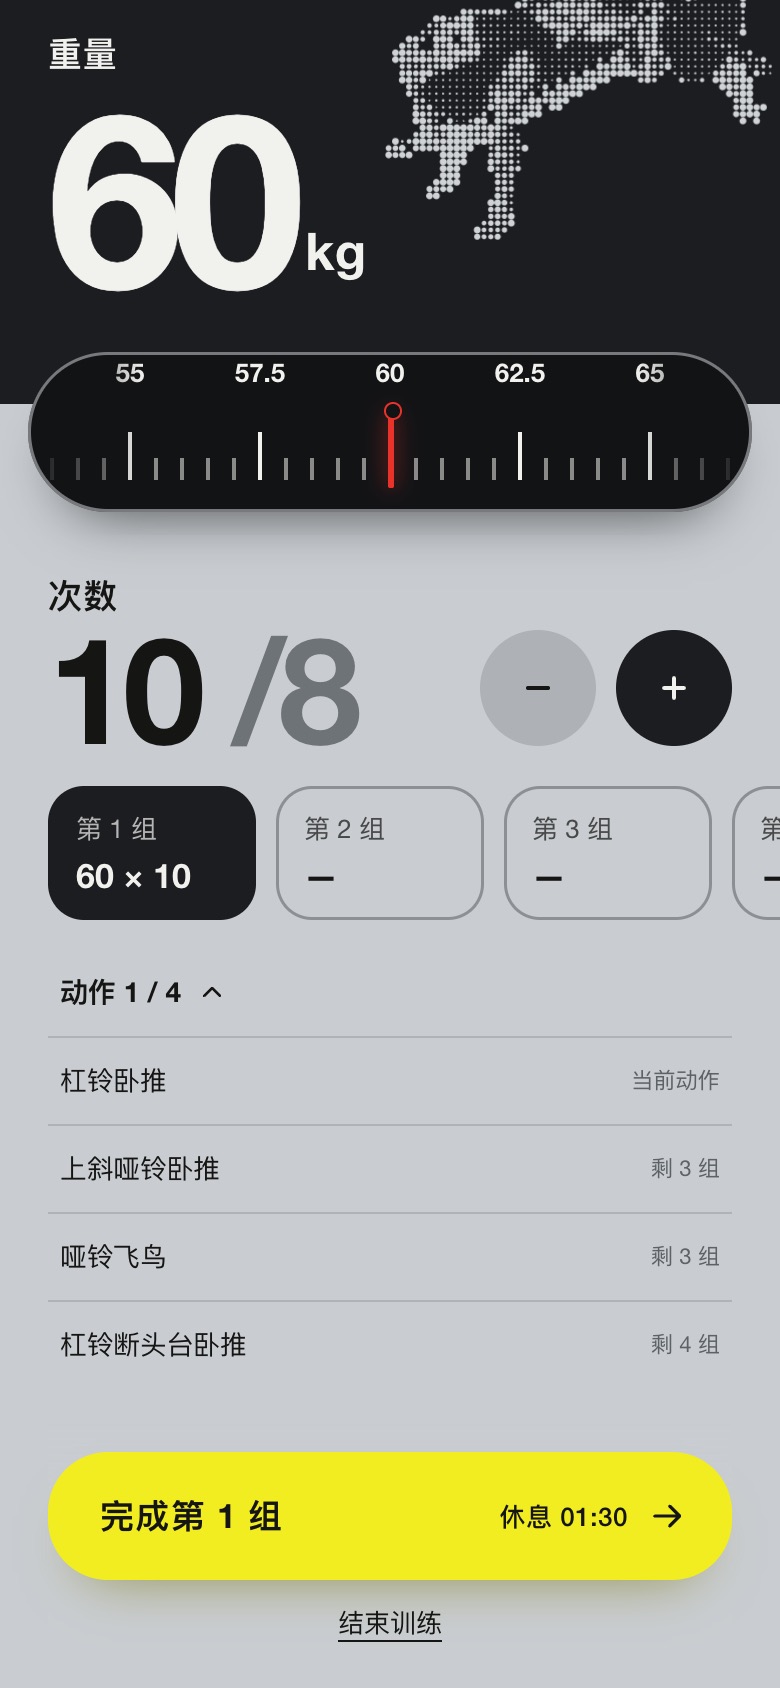 重量
60kg
55 57.5 60 62.5 65
次数
10 /8
− +
第 1 组 第 2 组 第 3 组 第
60 × 10 — — —
动作 1 / 4
杠铃卧推 当前动作
上斜哑铃卧推 剩 3 组
哑铃飞鸟 剩 3 组
杠铃断头台卧推 剩 4 组
完成第 1 组 休息 01:30 →
结束训练